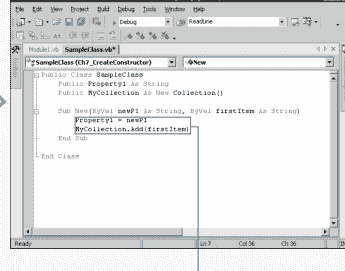 File Edit View Project Build Debug Tools Window Help
Debug ReadLine
Module1.vb SampleClass.vb*
SampleClass (Ch7_CreateConstructor) New
Public Class SampleClass
Public Property1 As String
Public MyCollection As New Collection()
Sub New(ByVal newP1 As String, ByVal firstItem As String)
Property1 = newP1
MyCollection.Add(firstItem)
End Sub
End Class
Ready Ln 7 Col 36 Ch 36